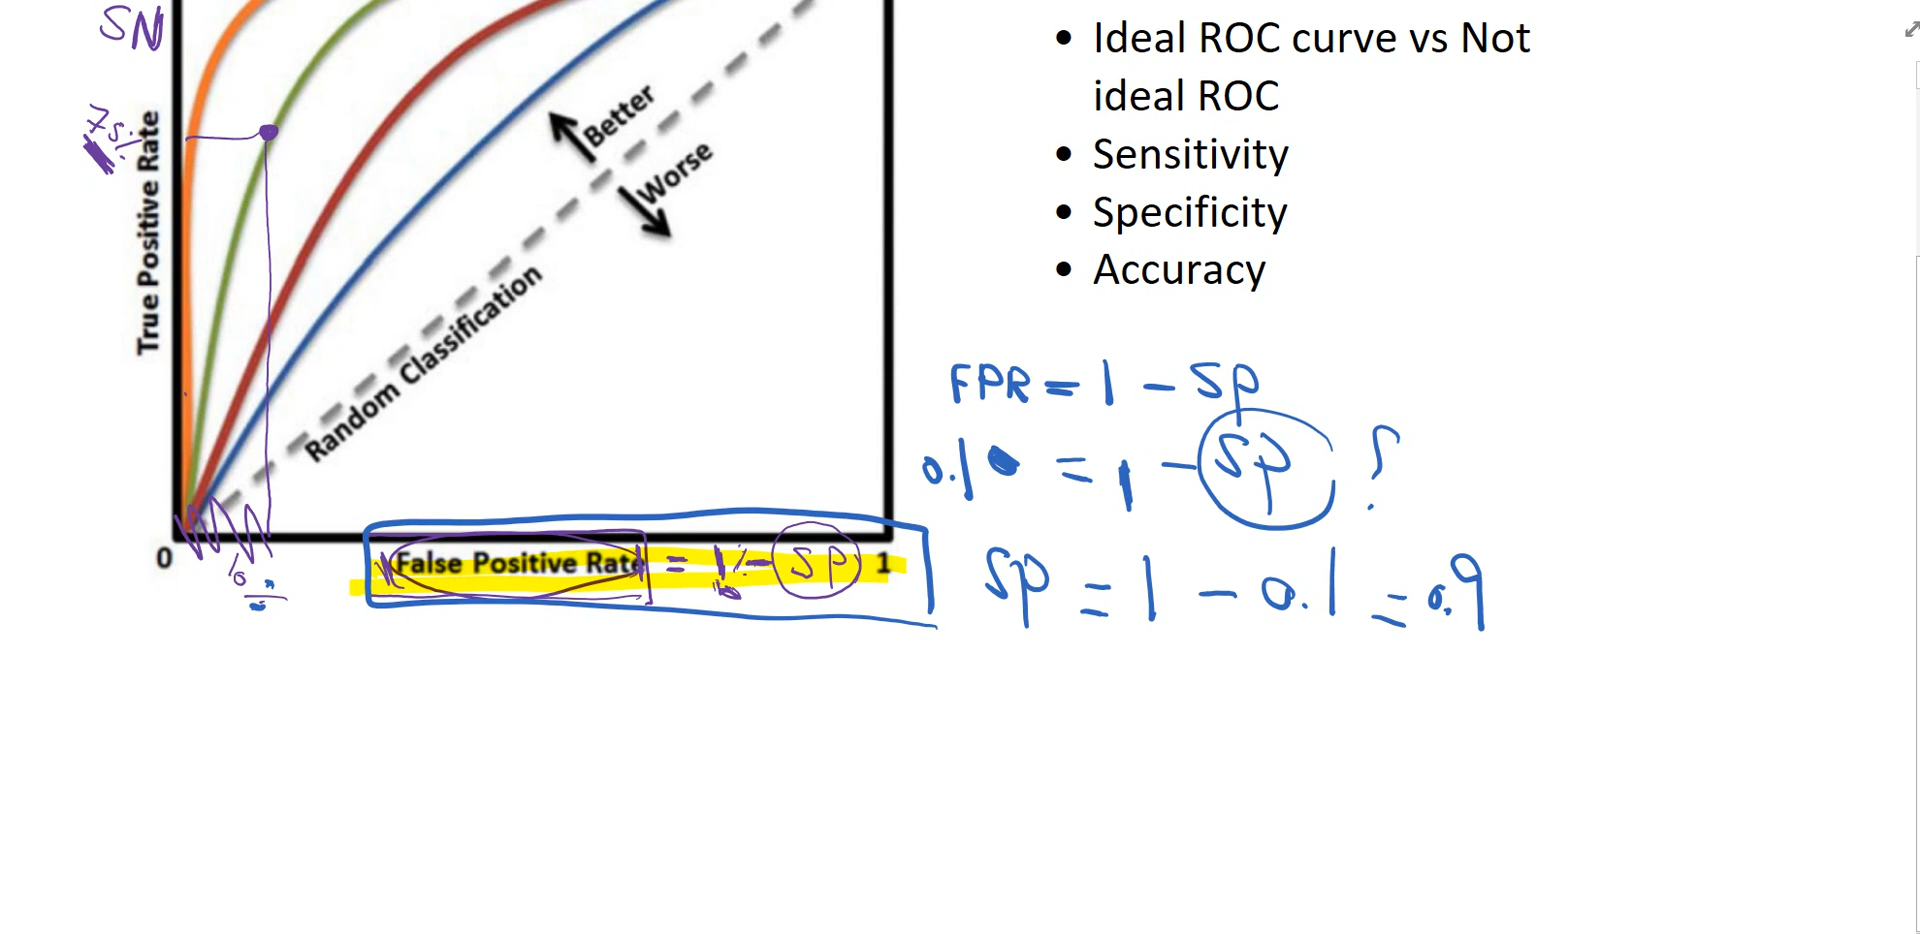 SN
75.
True Positive Rate
Better
Worse
Random Classification
0
10
False Positive Rate = 1 - Sp
1
• Ideal ROC curve vs Not
ideal ROC
• Sensitivity
• Specificity
• Accuracy
FPR = 1 - Sp
0.1 = 1 - Sp ?
Sp = 1 - 0.1 = 0.9